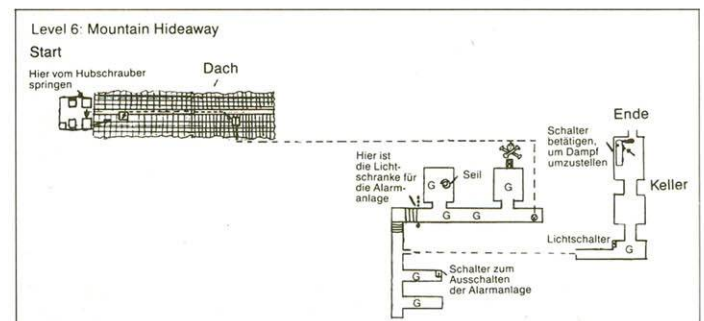 Level 6: Mountain Hideaway
Start
Hier vom Hubschrauber
springen
Dach
Hier ist
die Licht-
schranke für
die Alarm-
anlage
G
Seil
G
G
G
Ende
Schalter
betätigen,
um Dampf
umzustellen
Keller
Lichtschalter
G
G
Schalter zum
Ausschalten
der Alarmanlage
G